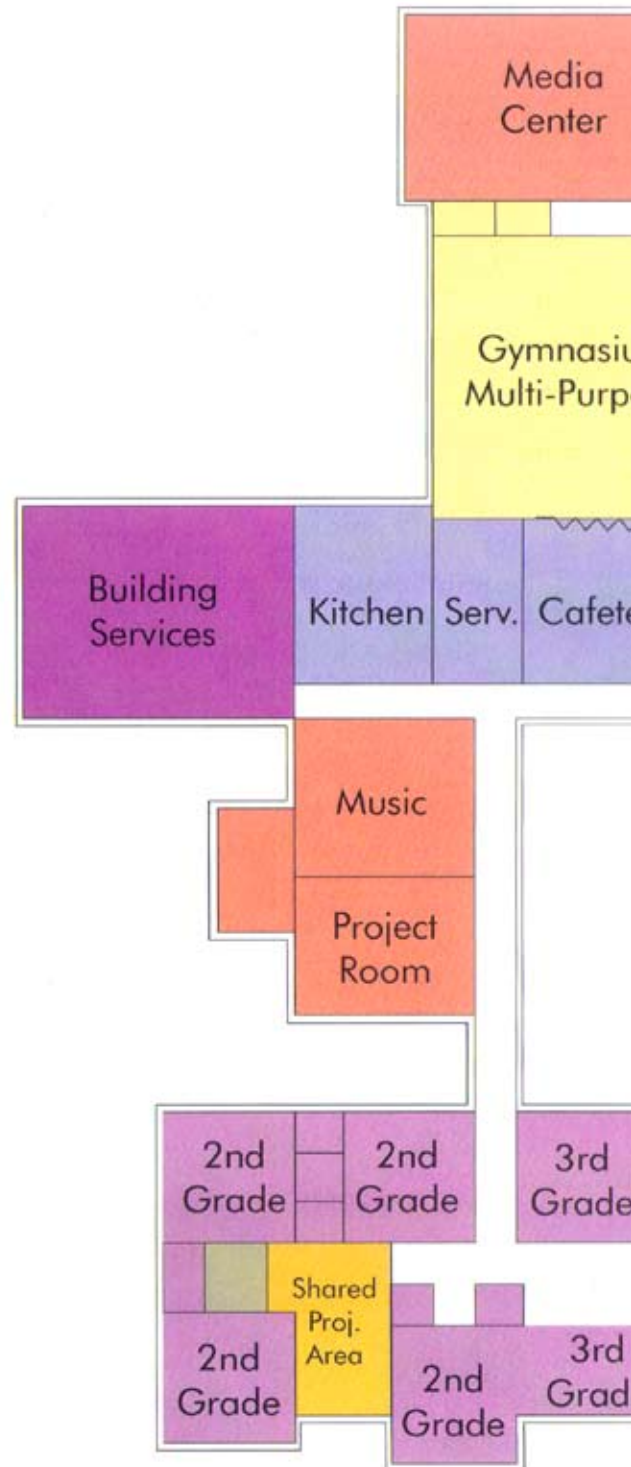 Media
Center
Gymnasiu
Multi-Purp
Building
Services
Kitchen
Serv.
Cafete
Music
Project
Room
2nd
Grade
2nd
Grade
3rd
Grade
Shared
Proj.
Area
2nd
Grade
2nd
Grade
3rd
Grad